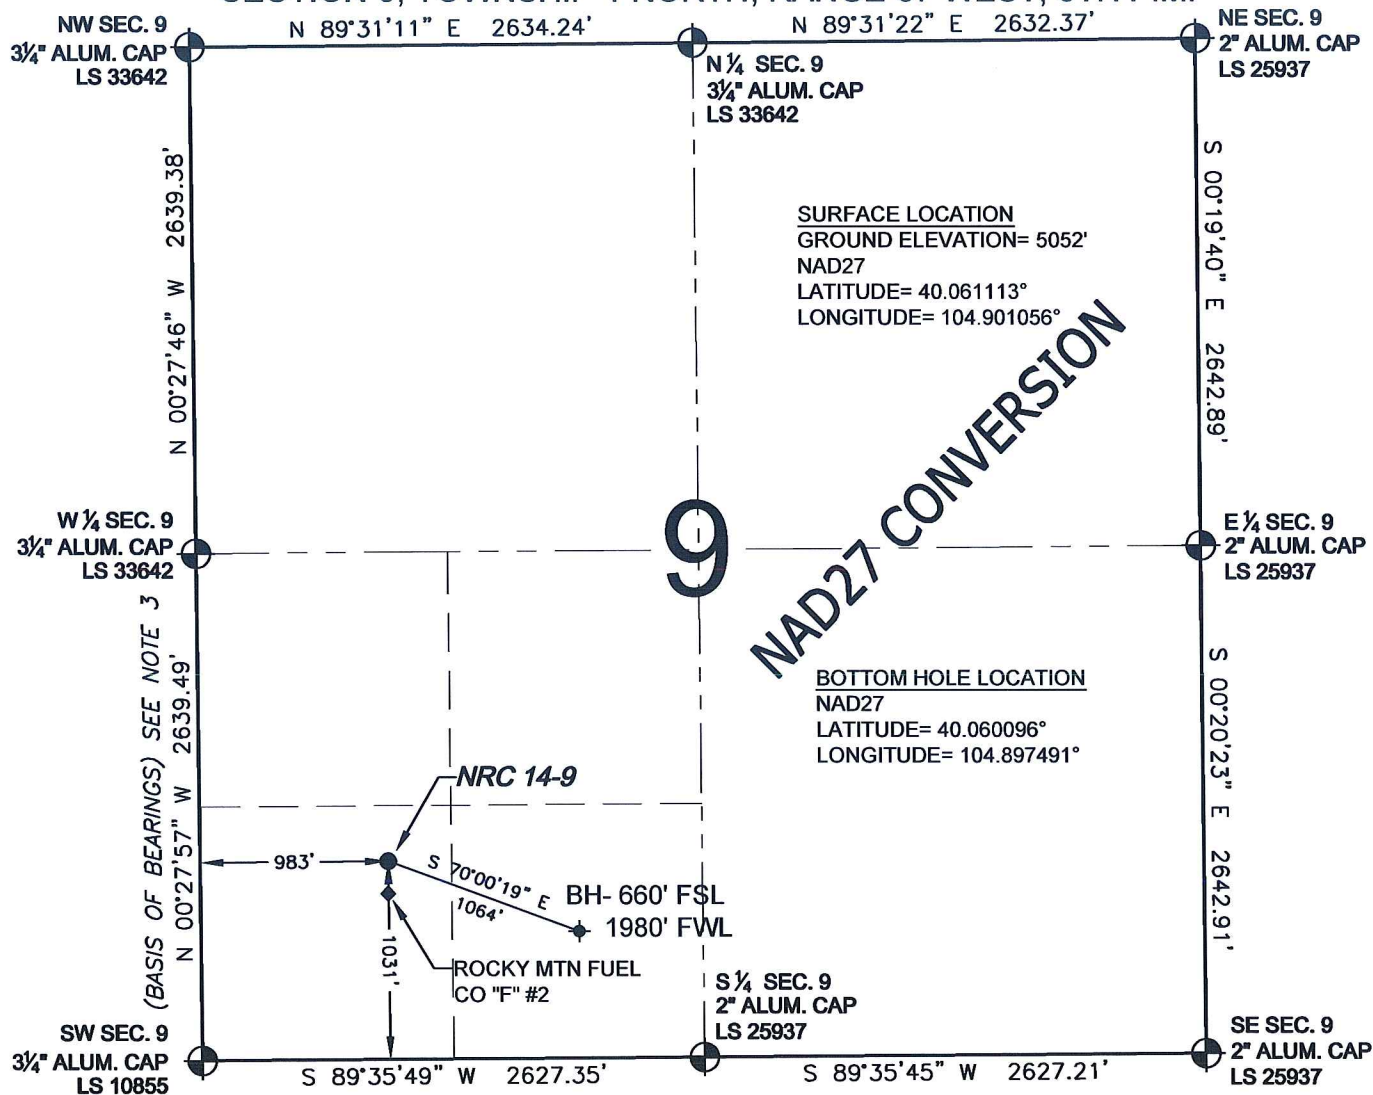 N 89°31'11" E 2634.24'
N 89°31'22" E 2632.37'
NW SEC. 9
3¼" ALUM. CAP
LS 33642
N ¼ SEC. 9
3¼" ALUM. CAP
LS 33642
NE SEC. 9
2" ALUM. CAP
LS 25937
N 00°27'46" W 2639.38'
S 00°19'40" E 2642.89'
SURFACE LOCATION
GROUND ELEVATION= 5052'
NAD27
LATITUDE= 40.061113°
LONGITUDE= 104.901056°
NAD27 CONVERSION
9
W ¼ SEC. 9
3¼" ALUM. CAP
LS 33642
E ¼ SEC. 9
2" ALUM. CAP
LS 25937
(BASIS OF BEARINGS) SEE NOTE 3
N 00°27'57" W 2639.49'
S 00°20'23" E 2642.91'
BOTTOM HOLE LOCATION
NAD27
LATITUDE= 40.060096°
LONGITUDE= 104.897491°
NRC 14-9
983'
S 70°00'19" E
1064'
BH- 660' FSL
1980' FWL
1031'
ROCKY MTN FUEL
CO "F" #2
S ¼ SEC. 9
2" ALUM. CAP
LS 25937
SW SEC. 9
3¼" ALUM. CAP
LS 10855
SE SEC. 9
2" ALUM. CAP
LS 25937
S 89°35'49" W 2627.35'
S 89°35'45" W 2627.21'